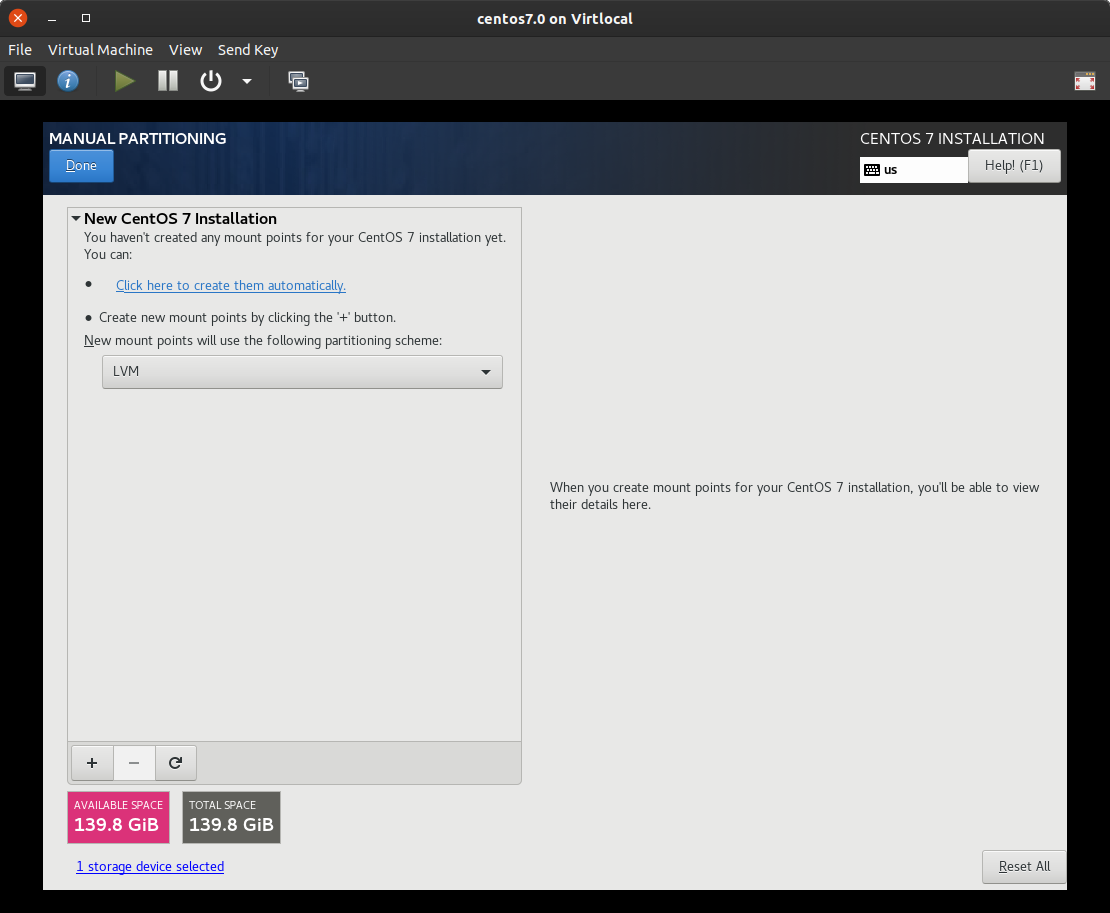 centos7.0 on Virtlocal
File Virtual Machine View Send Key
MANUAL PARTITIONING
CENTOS 7 INSTALLATION
Done
us
Help! (F1)
New CentOS 7 Installation
You haven't created any mount points for your CentOS 7 installation yet.
You can:
• Click here to create them automatically.
• Create new mount points by clicking the '+' button.
New mount points will use the following partitioning scheme:
LVM
When you create mount points for your CentOS 7 installation, you'll be able to view
their details here.
+ −
AVAILABLE SPACE
139.8 GiB
TOTAL SPACE
139.8 GiB
1 storage device selected
Reset All